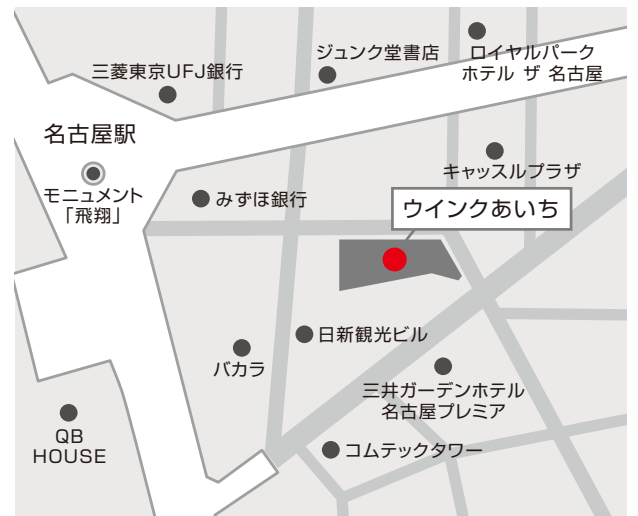 ロイヤルパーク
ホテル ザ 名古屋
ジュンク堂書店
三菱東京UFJ銀行
名古屋駅
モニュメント
「飛翔」
キャッスルプラザ
みずほ銀行
ウインクあいち
日新観光ビル
バカラ
三井ガーデンホテル
名古屋プレミア
QB
HOUSE
コムテックタワー